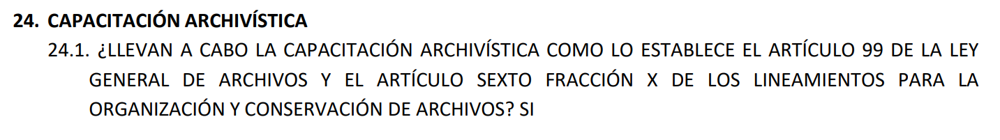 24. CAPACITACIÓN ARCHIVÍSTICA
24.1. ¿LLEVAN A CABO LA CAPACITACIÓN ARCHIVÍSTICA COMO LO ESTABLECE EL ARTÍCULO 99 DE LA LEY
GENERAL DE ARCHIVOS Y EL ARTÍCULO SEXTO FRACCIÓN X DE LOS LINEAMIENTOS PARA LA
ORGANIZACIÓN Y CONSERVACIÓN DE ARCHIVOS? SI